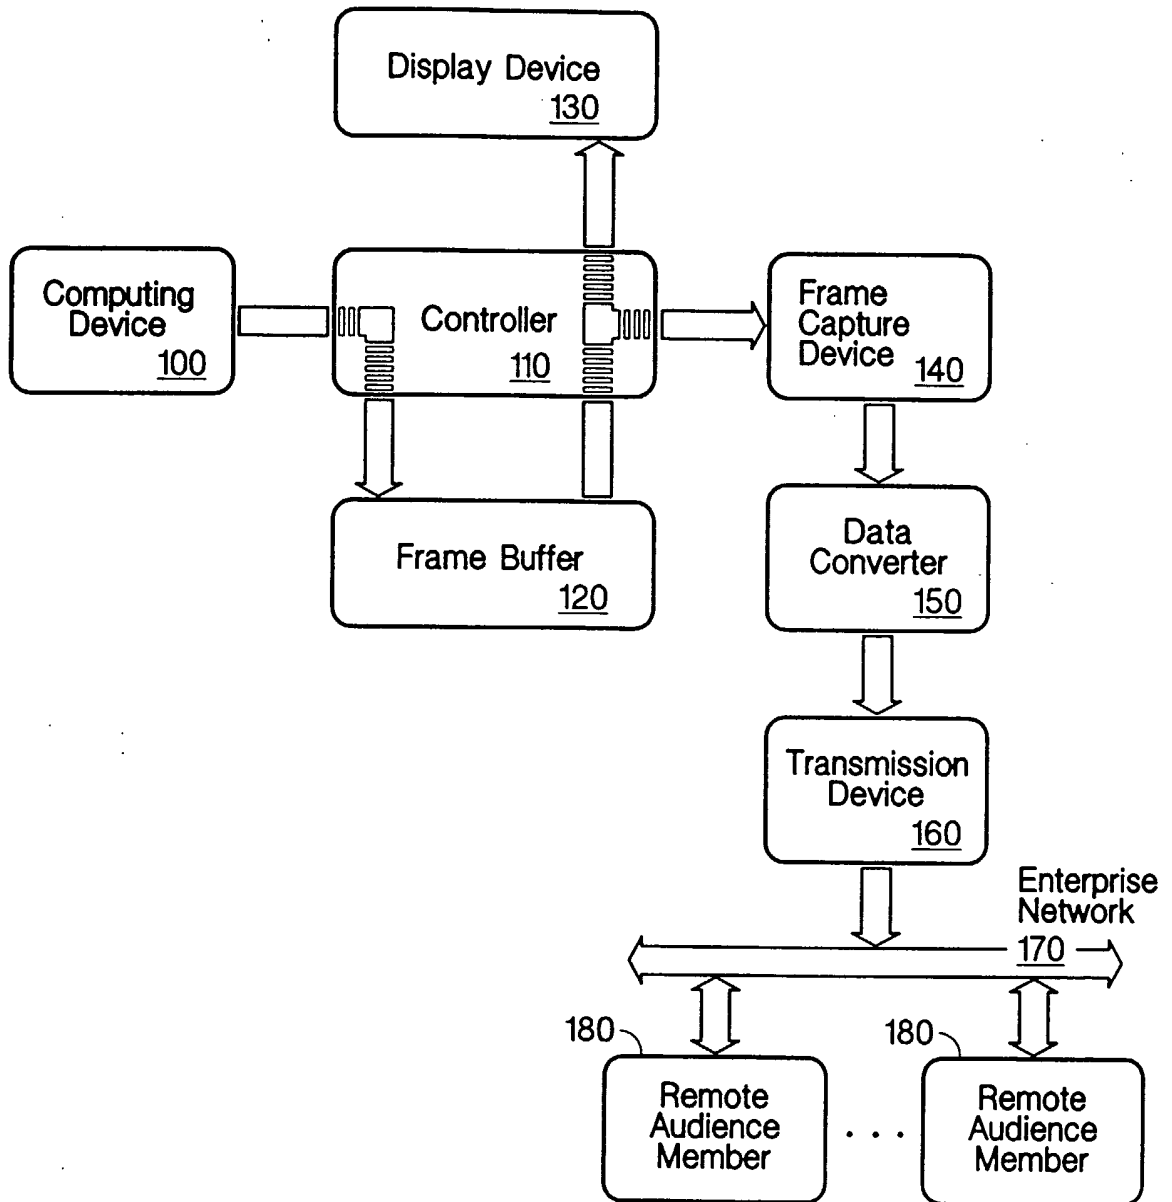 Display Device
130
Computing
Device
100
Controller
110
Frame
Capture
Device
140
Frame Buffer
120
Data
Converter
150
Transmission
Device
160
Enterprise
Network
170
180
180
Remote
Audience
Member
. . .
Remote
Audience
Member